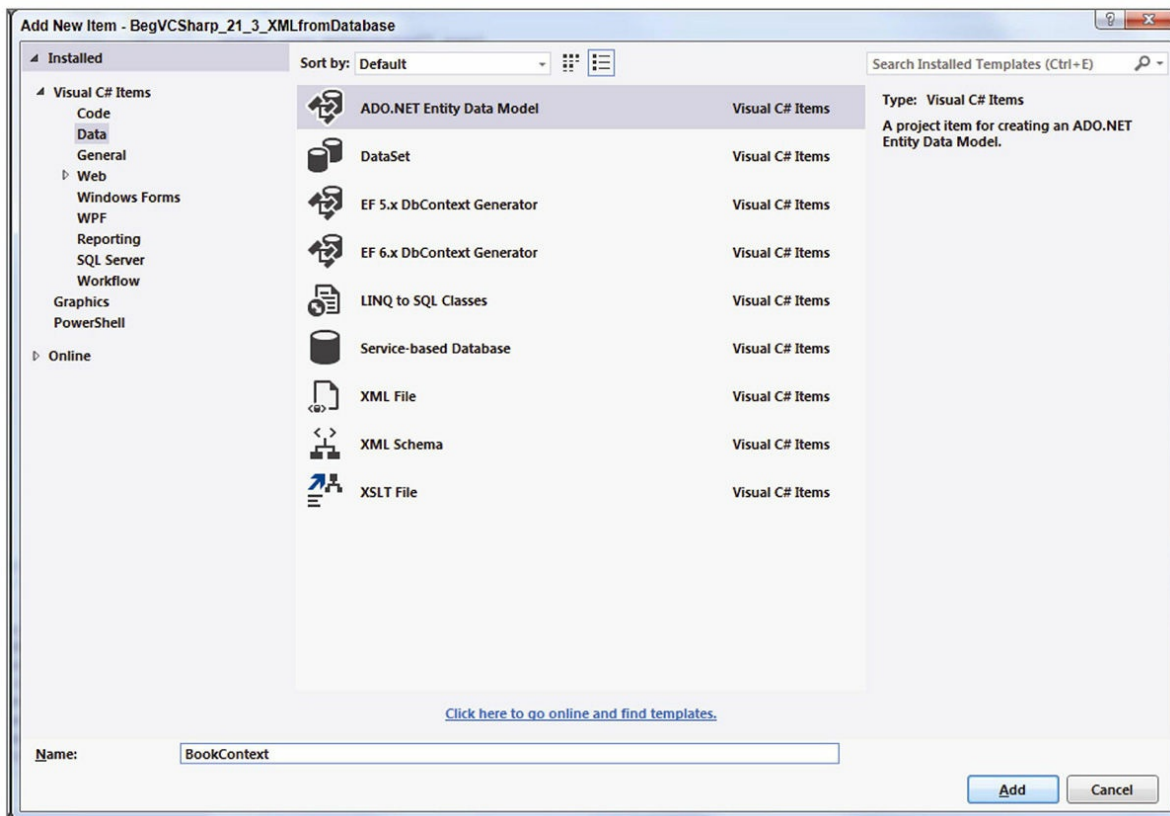 Add New Item - BegVCSharp_21_3_XMLfromDatabase
Installed
Visual C# Items
Code
Data
General
Web
Windows Forms
WPF
Reporting
SQL Server
Workflow
Graphics
PowerShell
Online
Sort by: Default
ADO.NET Entity Data Model Visual C# Items
DataSet Visual C# Items
EF 5.x DbContext Generator Visual C# Items
EF 6.x DbContext Generator Visual C# Items
LINQ to SQL Classes Visual C# Items
Service-based Database Visual C# Items
XML File Visual C# Items
XML Schema Visual C# Items
XSLT File Visual C# Items
Click here to go online and find templates.
Search Installed Templates (Ctrl+E)
Type: Visual C# Items
A project item for creating an ADO.NET
Entity Data Model.
Name: BookContext
Add Cancel